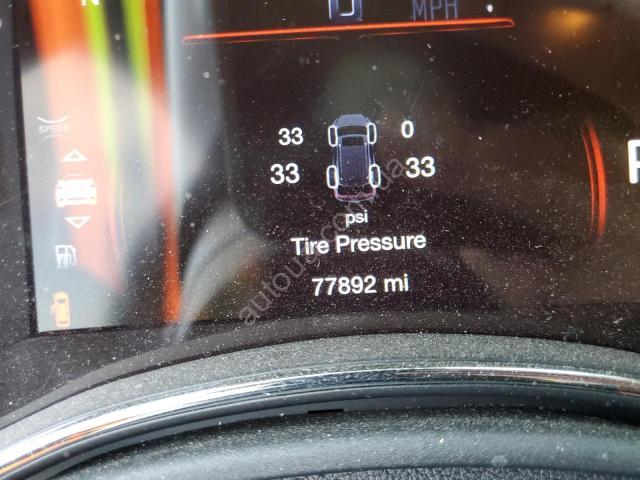 MPH
33 0
SPEED
33 33
psi
Tire Pressure
77892 mi